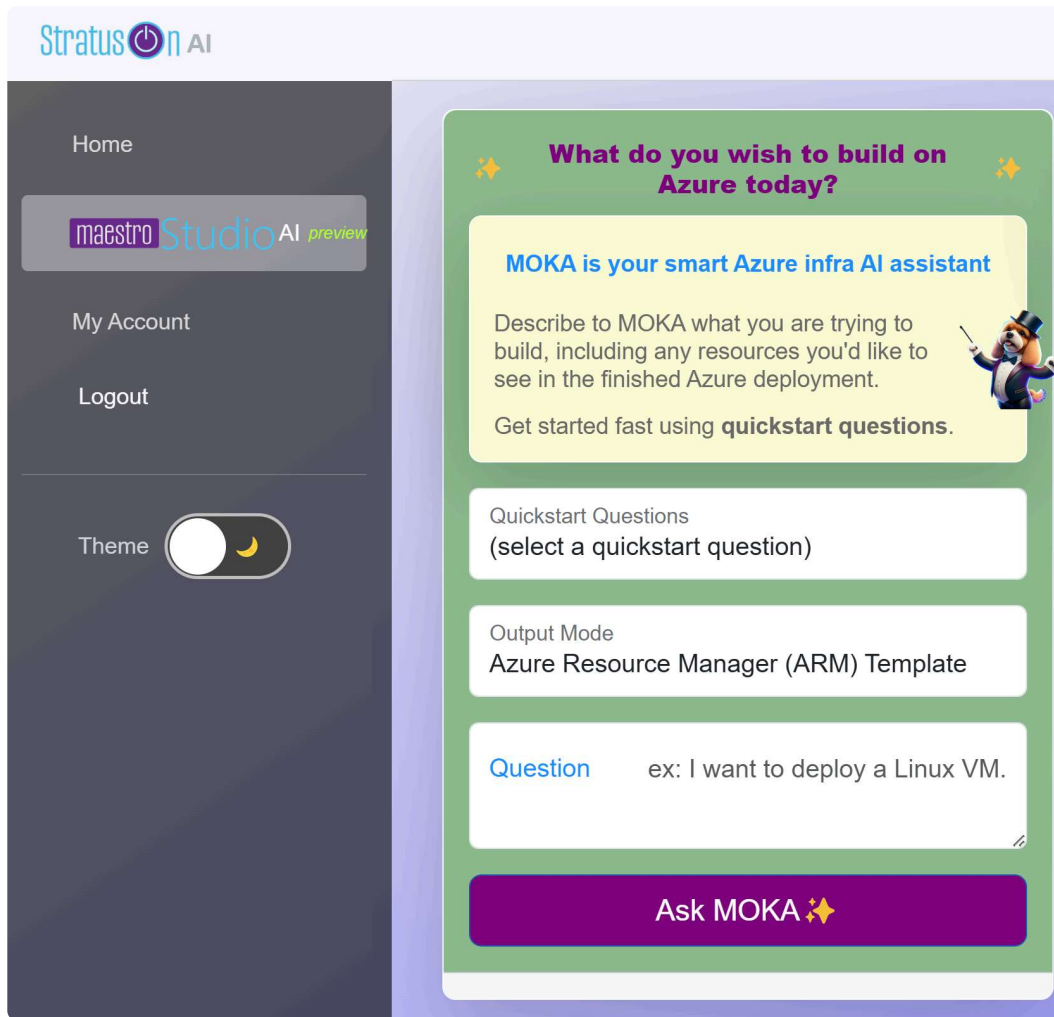 StratusOn AI
Home
maestro Studio AI preview
My Account
Logout
Theme
What do you wish to build on
Azure today?
MOKA is your smart Azure infra AI assistant
Describe to MOKA what you are trying to
build, including any resources you'd like to
see in the finished Azure deployment.
Get started fast using quickstart questions.
Quickstart Questions
(select a quickstart question)
Output Mode
Azure Resource Manager (ARM) Template
Question ex: I want to deploy a Linux VM.
Ask MOKA